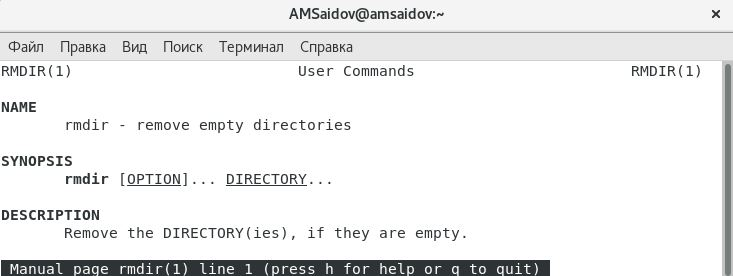 AMSaidov@amsaidov:~ ×
Файл Правка Вид Поиск Терминал Справка
RMDIR(1) User Commands RMDIR(1)
NAME
rmdir - remove empty directories
SYNOPSIS
rmdir [OPTION]... DIRECTORY...
DESCRIPTION
Remove the DIRECTORY(ies), if they are empty.
Manual page rmdir(1) line 1 (press h for help or q to quit)